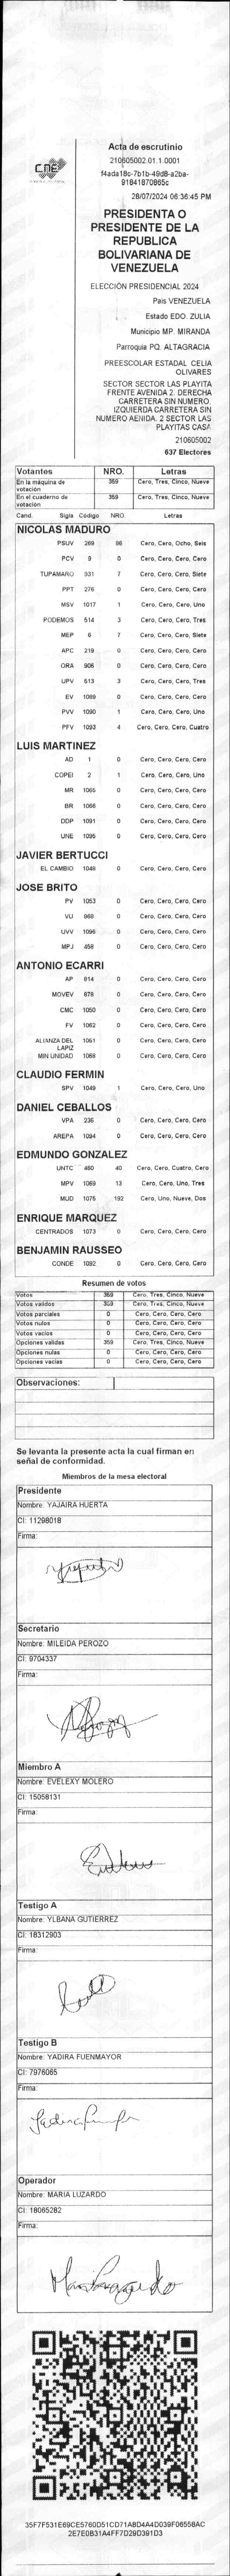 CNE
Acta de escrutinio
210605002.01.1.0001
f4ada18c-7b1b-49d8-a2ba-
91841870865c
28/07/2024 06:36:45 PM
PRESIDENTA O
PRESIDENTE DE LA
REPUBLICA
BOLIVARIANA DE
VENEZUELA
ELECCIÓN PRESIDENCIAL 2024
Pais VENEZUELA
Estado EDO. ZULIA
Municipio MP. MIRANDA
Parroquia PQ. ALTAGRACIA
PREESCOLAR ESTADAL CELIA
OLIVARES
SECTOR SECTOR LAS PLAYITA
FRENTE AVENIDA 2. DERECHA
CARRETERA SIN NUMERO.
IZQUIERDA CARRETERA SIN
NUMERO AENIDA. 2 SECTOR LAS
PLAYITAS CASA
210605002
637 Electores
Votantes NRO. Letras
En la máquina de votación 359 Cero, Tres, Cinco, Nueve
En el cuaderno de votación 359 Cero, Tres, Cinco, Nueve
Cand. Sigla Código NRO. Letras
NICOLAS MADURO
PSUV 269 86 Cero, Cero, Ocho, Seis
PCV 9 0 Cero, Cero, Cero, Cero
TUPAMARO 931 7 Cero, Cero, Cero, Siete
PPT 276 0 Cero, Cero, Cero, Cero
MSV 1017 1 Cero, Cero, Cero, Uno
PODEMOS 514 3 Cero, Cero, Cero, Tres
MEP 6 7 Cero, Cero, Cero, Siete
APC 219 0 Cero, Cero, Cero, Cero
ORA 906 0 Cero, Cero, Cero, Cero
UPV 513 3 Cero, Cero, Cero, Tres
EV 1089 0 Cero, Cero, Cero, Cero
PVV 1090 1 Cero, Cero, Cero, Uno
PFV 1093 4 Cero, Cero, Cero, Cuatro
LUIS MARTINEZ
AD 1 0 Cero, Cero, Cero, Cero
COPEI 2 1 Cero, Cero, Cero, Uno
MR 1065 0 Cero, Cero, Cero, Cero
BR 1066 0 Cero, Cero, Cero, Cero
DDP 1091 0 Cero, Cero, Cero, Cero
UNE 1095 0 Cero, Cero, Cero, Cero
JAVIER BERTUCCI
EL CAMBIO 1048 0 Cero, Cero, Cero, Cero
JOSE BRITO
PV 1053 0 Cero, Cero, Cero, Cero
VU 968 0 Cero, Cero, Cero, Cero
UVV 1096 0 Cero, Cero, Cero, Cero
MPJ 458 0 Cero, Cero, Cero, Cero
ANTONIO ECARRI
AP 814 0 Cero, Cero, Cero, Cero
MOVEV 878 0 Cero, Cero, Cero, Cero
CMC 1050 0 Cero, Cero, Cero, Cero
FV 1062 0 Cero, Cero, Cero, Cero
ALIANZA DEL LAPIZ 1061 0 Cero, Cero, Cero, Cero
MIN UNIDAD 1068 0 Cero, Cero, Cero, Cero
CLAUDIO FERMIN
SPV 1049 1 Cero, Cero, Cero, Uno
DANIEL CEBALLOS
VPA 236 0 Cero, Cero, Cero, Cero
AREPA 1094 0 Cero, Cero, Cero, Cero
EDMUNDO GONZALEZ
UNTC 460 40 Cero, Cero, Cuatro, Cero
MPV 1069 13 Cero, Cero, Uno, Tres
MUD 1075 192 Cero, Uno, Nueve, Dos
ENRIQUE MARQUEZ
CENTRADOS 1073 0 Cero, Cero, Cero, Cero
BENJAMIN RAUSSEO
CONDE 1092 0 Cero, Cero, Cero, Cero
Resumen de votos
Votos 359 Cero, Tres, Cinco, Nueve
Votos validos 359 Cero, Tres, Cinco, Nueve
Votos parciales 0 Cero, Cero, Cero, Cero
Votos nulos 0 Cero, Cero, Cero, Cero
Votos vacios 0 Cero, Cero, Cero, Cero
Opciones validas 359 Cero, Tres, Cinco, Nueve
Opciones nulas 0 Cero, Cero, Cero, Cero
Opciones vacias 0 Cero, Cero, Cero, Cero
Observaciones:
Se levanta la presente acta la cual firman en
señal de conformidad.
Miembros de la mesa electoral
Presidente
Nombre: YAJAIRA HUERTA
CI: 11298018
Firma:
Secretario
Nombre: MILEIDA PEROZO
CI: 9704337
Firma:
Miembro A
Nombre: EVELEXY MOLERO
CI: 15058131
Firma:
Testigo A
Nombre: YLBANA GUTIERREZ
CI: 18312903
Firma:
Testigo B
Nombre: YADIRA FUENMAYOR
CI: 7976065
Firma:
Operador
Nombre: MARIA LUZARDO
CI: 18065282
Firma:
35F7F531E69CE5760D51CD71ABD4A4D039F06558AC
2E7E0B31A4FF7D29D391D3